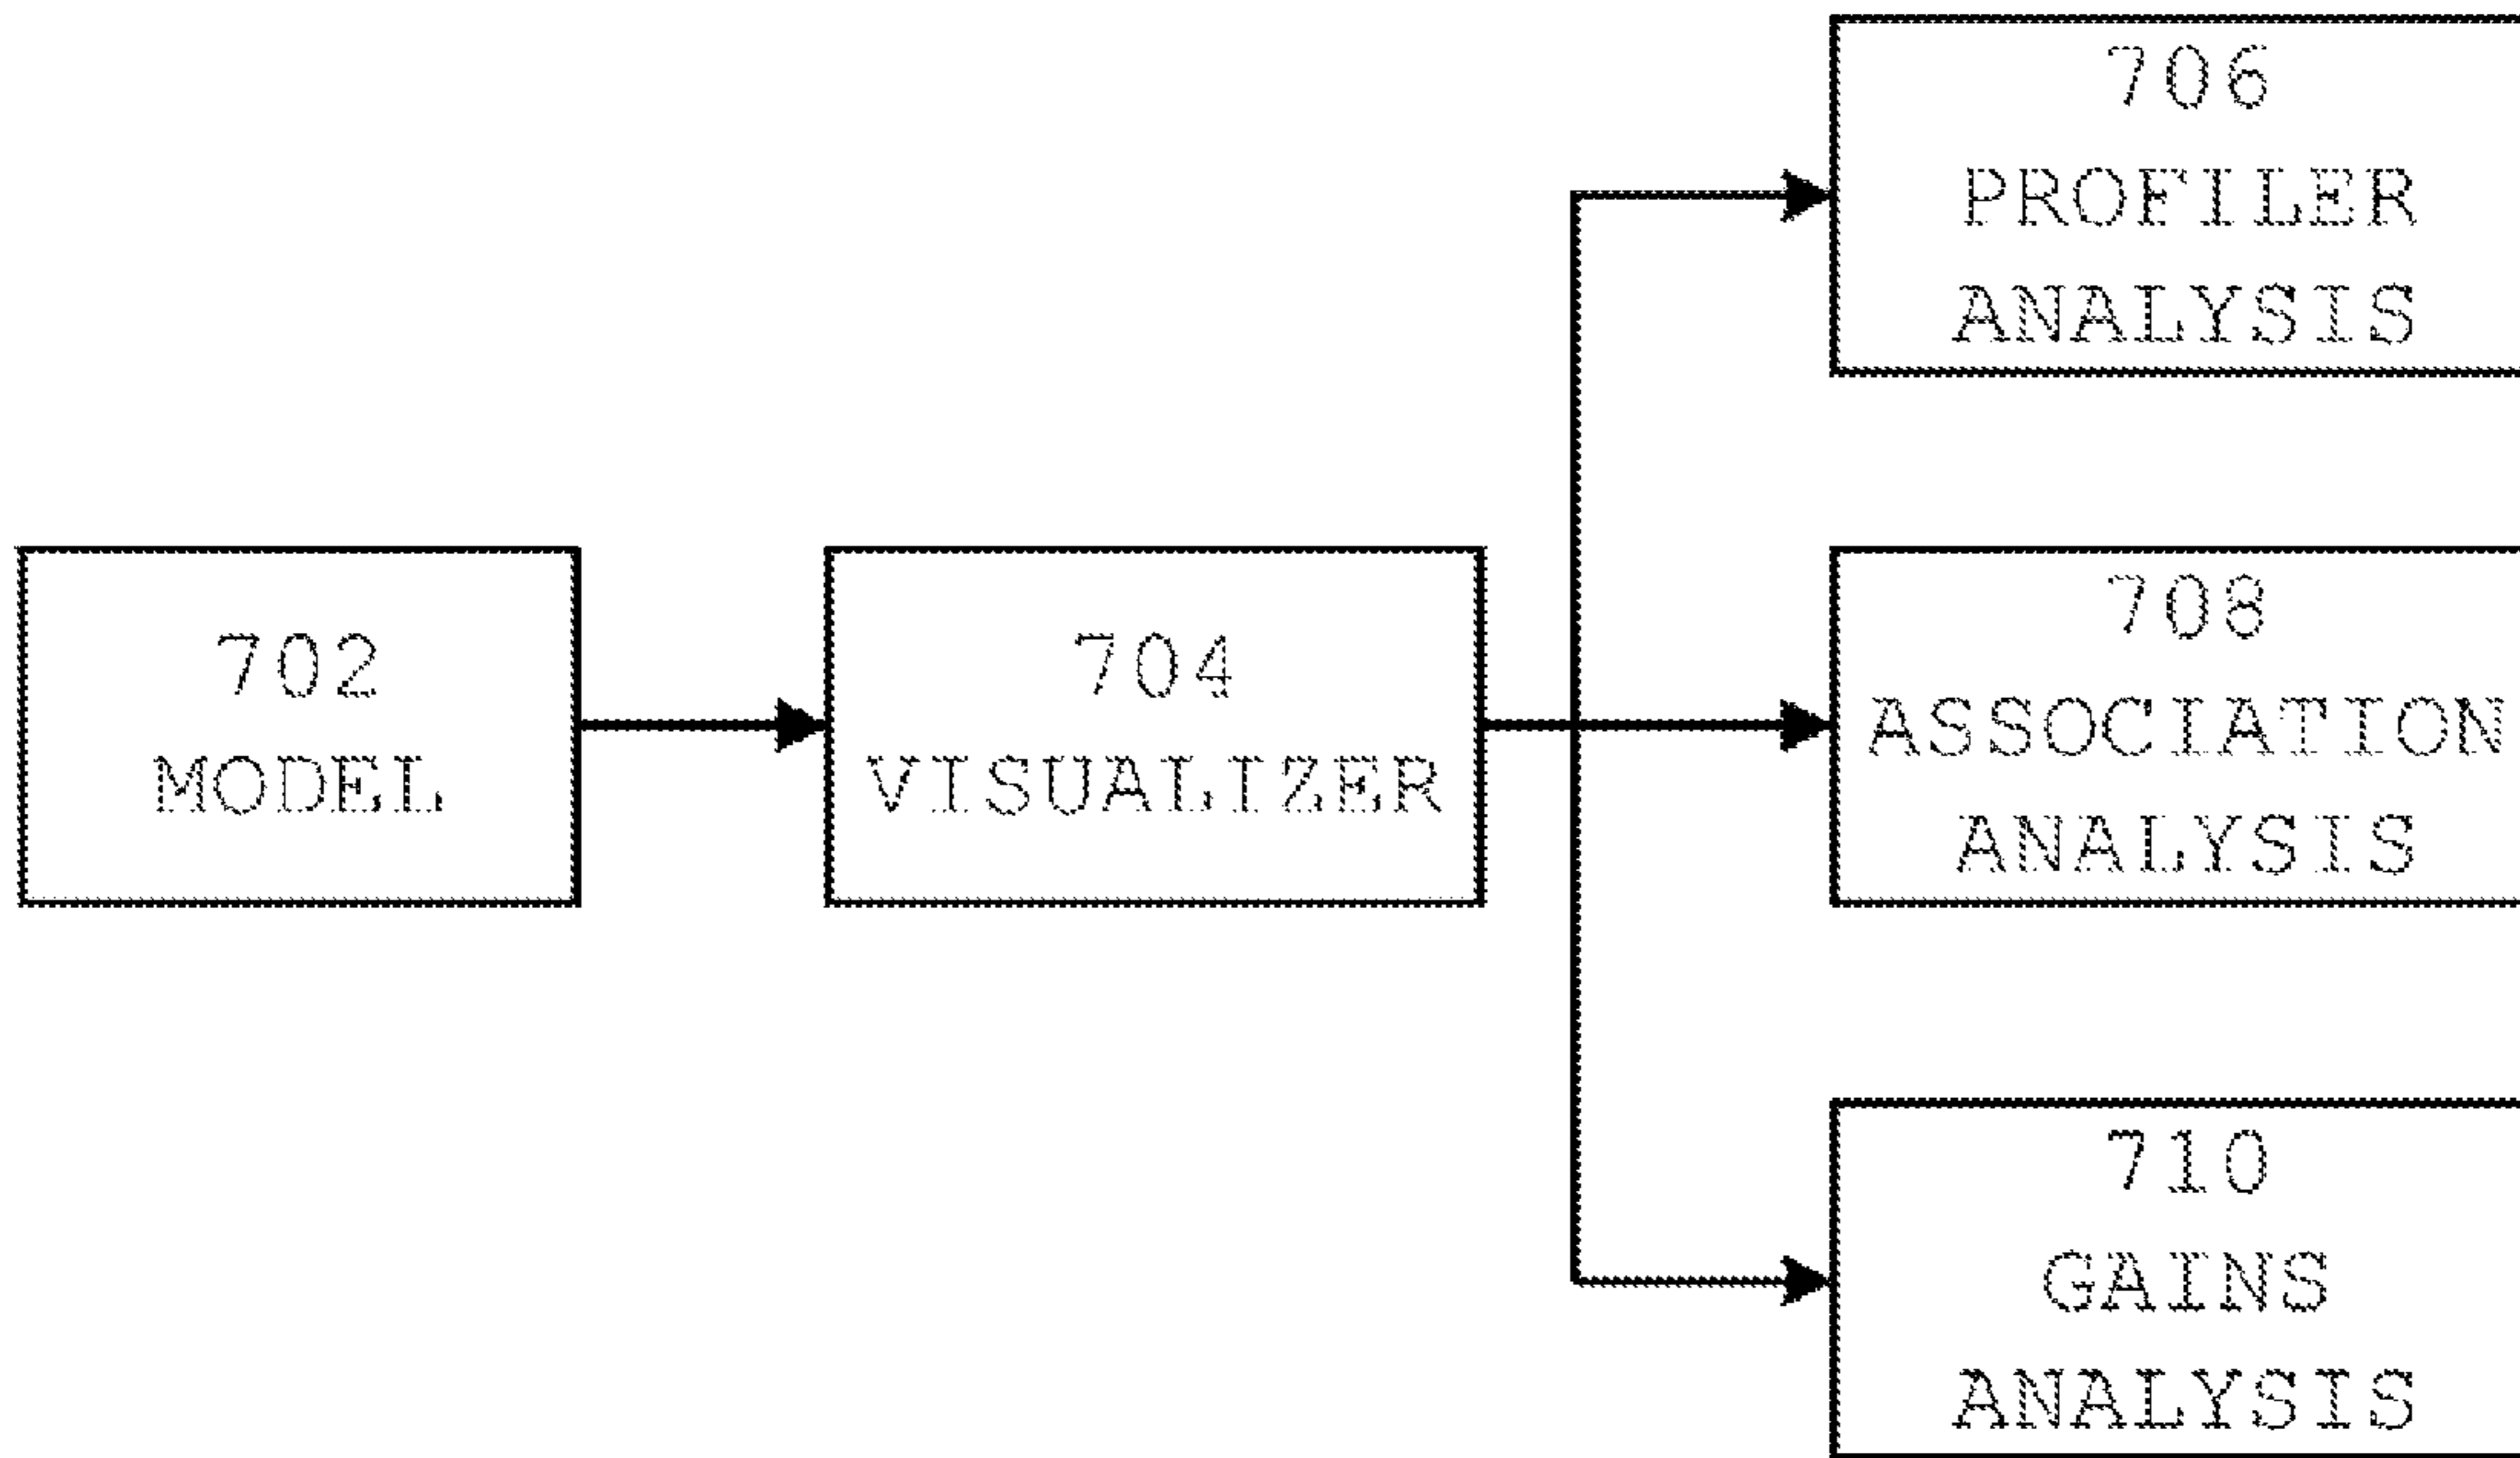 702
MODEL
704
VISUALIZER
706
PROFILER
ANALYSIS
708
ASSOCIATION
ANALYSIS
710
GAINS
ANALYSIS